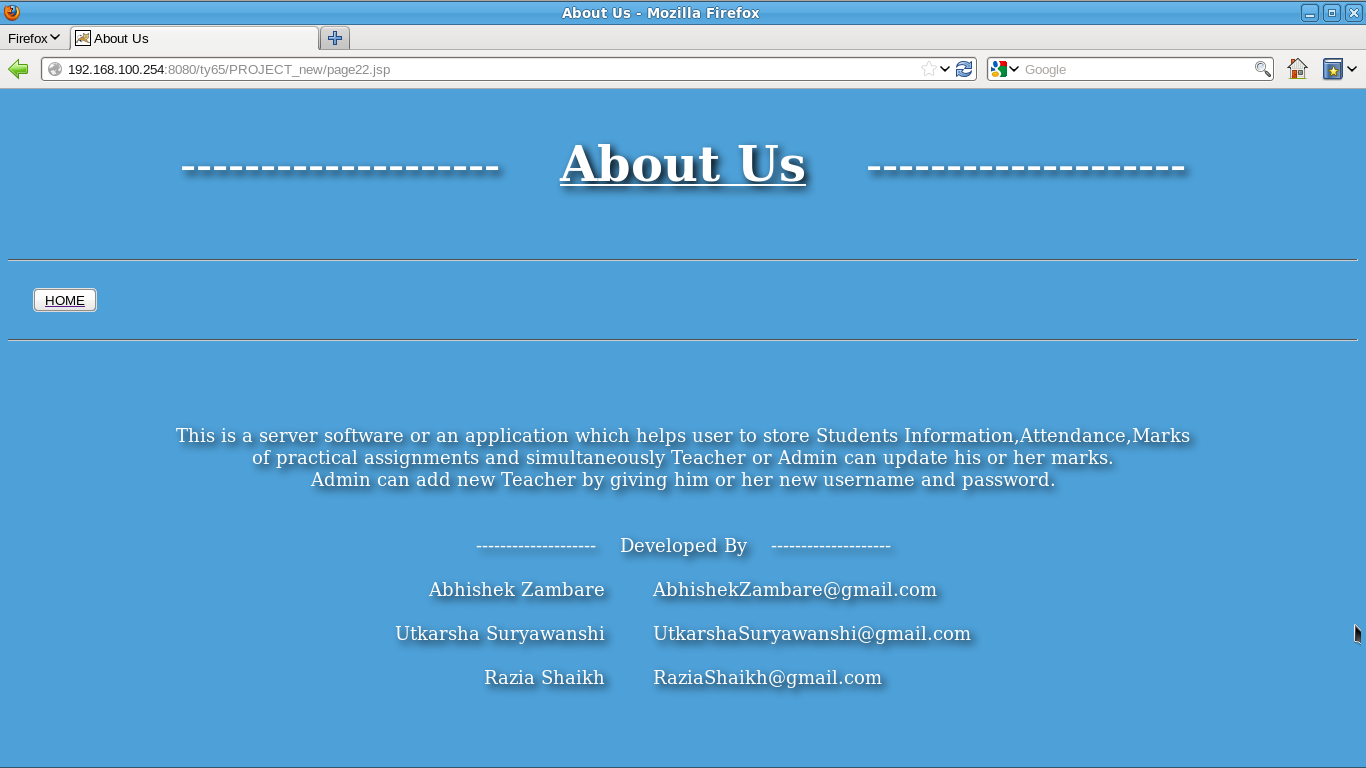 About Us - Mozilla Firefox
Firefox
About Us
192.168.100.254:8080/ty65/PROJECT_new/page22.jsp
Google
-------------------- About Us --------------------
HOME
This is a server software or an application which helps user to store Students Information,Attendance,Marks
of practical assignments and simultaneously Teacher or Admin can update his or her marks.
Admin can add new Teacher by giving him or her new username and password.
-------------------- Developed By --------------------
Abhishek Zambare AbhishekZambare@gmail.com
Utkarsha Suryawanshi UtkarshaSuryawanshi@gmail.com
Razia Shaikh RaziaShaikh@gmail.com